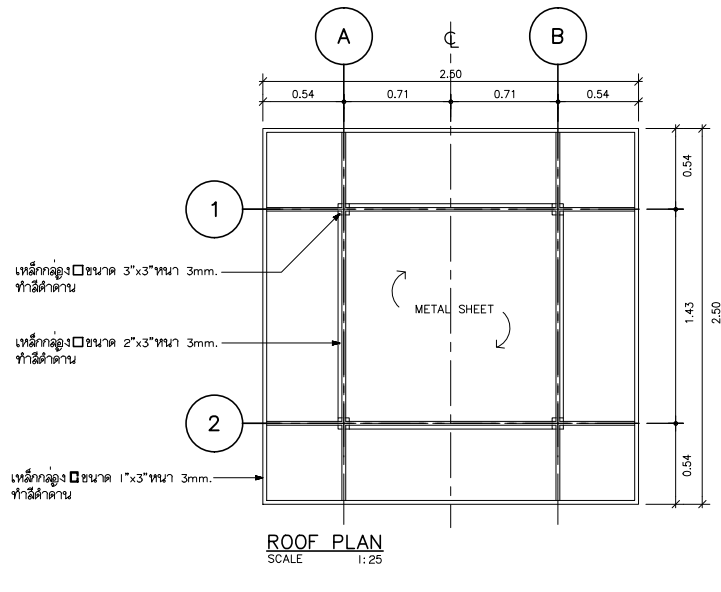 A
℄
B
2.50
0.54
0.71
0.71
0.54
0.54
1
เหล็กกล่อง ขนาด 3"x3"หนา 3mm.
ทำสีดำด้าน
METAL SHEET
1.43
2.50
เหล็กกล่อง ขนาด 2"x3"หนา 3mm.
ทำสีดำด้าน
2
0.54
เหล็กกล่อง ขนาด 1"x3"หนา 3mm.
ทำสีดำด้าน
ROOF PLAN
SCALE 1:25